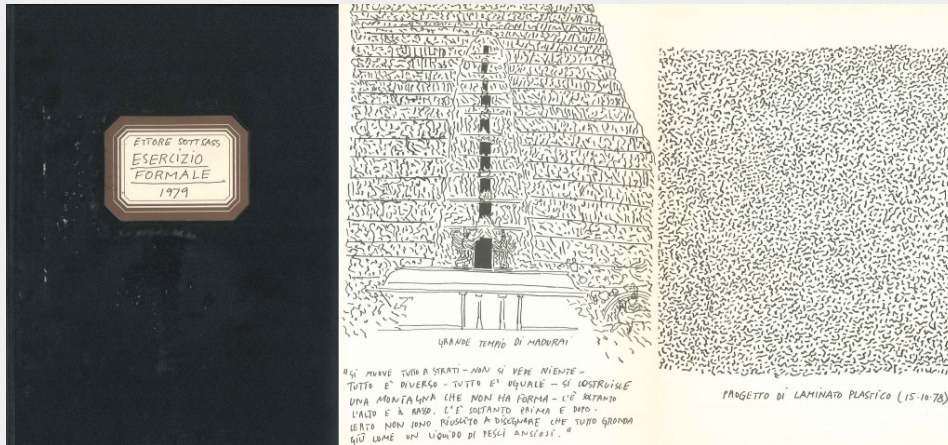 ETTORE SOTTSASS
ESERCIZIO
FORMALE
1979
GRANDE TEMPIO DI MADURAI
"SI MUOVE TUTTO A STRATI - NON SI VEDE NIENTE -
TUTTO E' DIVERSO - TUTTO E' UGUALE - SI COSTRUISCE
UNA MONTAGNA CHE NON HA FORMA - C'È SOLTANTO
L'ALTO E IL BASSO. C'È SOLTANTO PRIMA E DOPO.
CERTO NON SONO RIUSCITO A DISEGNARE CHE TUTTO GRONDA
GIÙ COME UN LIQUIDO DI PESCI ANSIOSI."
PROGETTO DI LAMINATO PLASTICO (15-10-78)